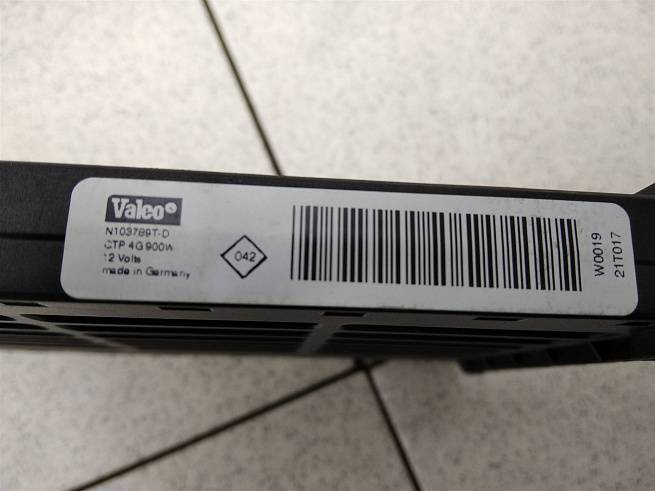 Valeo
N103789T-D
CTP 4G 900W
12 Volts
made in Germany
042
W0019
21T017